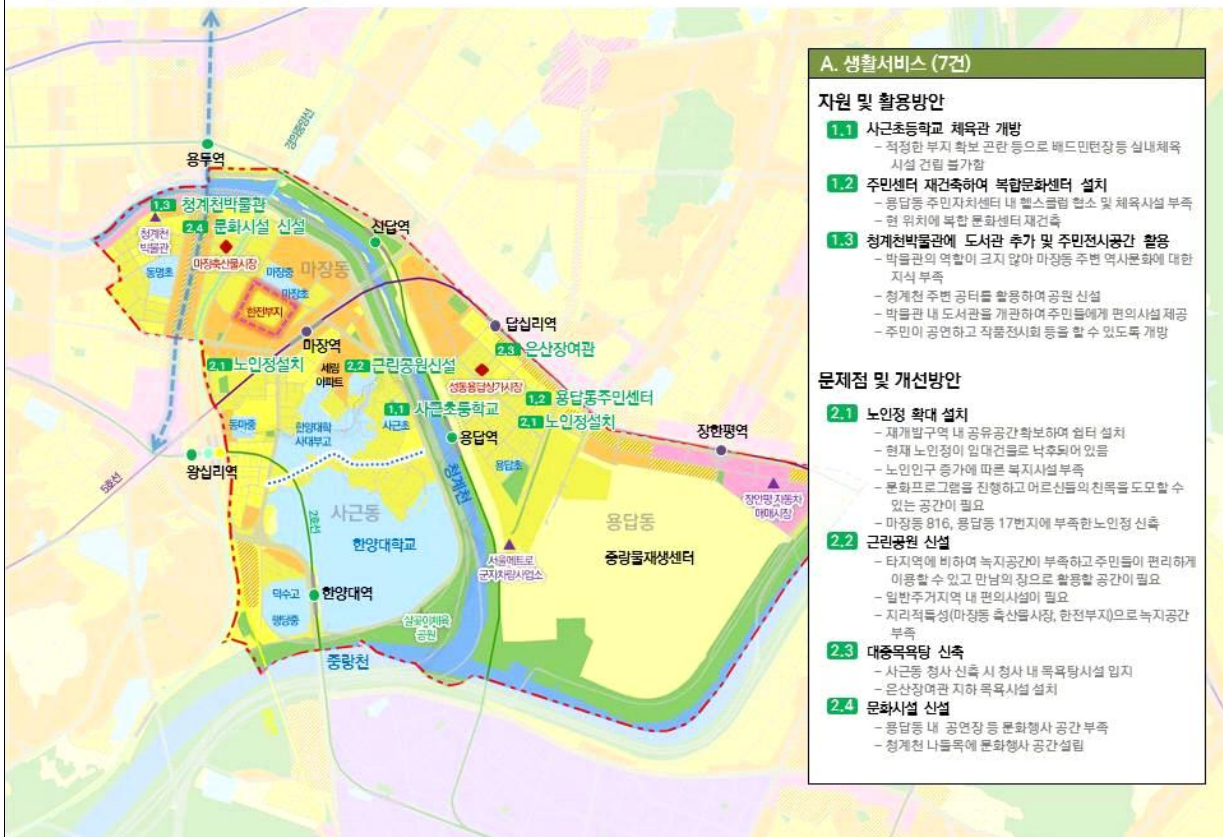 용두역
경의중앙선
1.3 청계천박물관
2.4 문화시설 신설
신답역
청계천
박물관
마장축산물시장
동명초
마장중
마장동
마장초
한전부지
답십리역
마장역
2.3 은산장여관
2.1 노인정설치
세림
아파트
2.2 근린공원신설
성동용답상가시장
1.1 사근초등학교
1.2 용답동주민센터
2.1 노인정설치
동마중
한양대학
사대부고
사근초
용답역
장한평역
왕십리역
용답초
5호선
청계천
2호선
사근동
한양대학교
용답동
장안평 자동차
매매시장
서울메트로
군자차량사업소
중랑물재생센터
덕수고
한양대역
행당중
살곶이체육
공원
중랑천
A. 생활서비스 (7건)
자원 및 활용방안
1.1 사근초등학교 체육관 개방
– 적정한 부지 확보 곤란 등으로 배드민턴장 등 실내체육
시설 건립 불가함
1.2 주민센터 재건축하여 복합문화센터 설치
– 용답동 주민자치센터 내 헬스클럽 협소 및 체육시설 부족
– 현 위치에 복합 문화센터 재건축
1.3 청계천박물관에 도서관 추가 및 주민전시공간 활용
– 박물관의 역할이 크지 않아 마장동 주변 역사문화에 대한
지식 부족
– 청계천 주변 공터를 활용하여 공원 신설
– 박물관 내 도서관을 개관하여 주민들에게 편의시설 제공
– 주민이 공연하고 작품전시회 등을 할 수 있도록 개방
문제점 및 개선방안
2.1 노인정 확대 설치
– 재개발구역 내 공유공간 확보하여 쉼터 설치
– 현재 노인정이 임대건물로 낙후되어 있음
– 노인인구 증가에 따른 복지시설 부족
– 문화프로그램을 진행하고 어르신들의 친목을 도모할 수
있는 공간이 필요
– 마장동 816, 용답동 17번지에 부족한 노인정 신축
2.2 근린공원 신설
– 타지역에 비하여 녹지공간이 부족하고 주민들이 편리하게
이용할 수 있고 만남의 장으로 활용할 공간이 필요
– 일반주거지역 내 편의시설이 필요
– 지리적특성(마장동 축산물시장, 한전부지)으로 녹지공간
부족
2.3 대중목욕탕 신축
– 사근동 청사 신축 시 청사 내 목욕탕시설 입지
– 은산장여관 지하 목욕시설 설치
2.4 문화시설 신설
– 용답동 내 공연장 등 문화행사 공간 부족
– 청계천 나들목에 문화행사 공간 설립